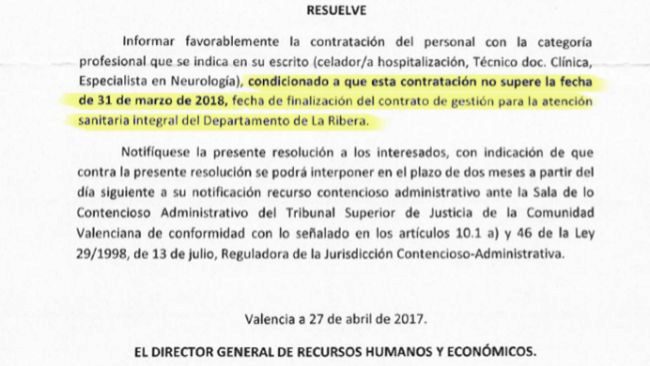 RESUELVE
Informar favorablemente la contratación del personal con la categoría
profesional que se indica en su escrito (celador/a hospitalización, Técnico doc. Clínica,
Especialista en Neurología), condicionado a que esta contratación no supere la fecha
de 31 de marzo de 2018, fecha de finalización del contrato de gestión para la atención
sanitaria integral del Departamento de La Ribera.
Notifíquese la presente resolución a los interesados, con indicación de que
contra la presente resolución se podrá interponer en el plazo de dos meses a partir del
día siguiente a su notificación recurso contencioso administrativo ante la Sala de lo
Contencioso Administrativo del Tribunal Superior de Justicia de la Comunidad
Valenciana de conformidad con lo señalado en los artículos 10.1 a) y 46 de la Ley
29/1998, de 13 de julio, Reguladora de la Jurisdicción Contencioso-Administrativa.
Valencia a 27 de abril de 2017.
EL DIRECTOR GENERAL DE RECURSOS HUMANOS Y ECONÓMICOS.